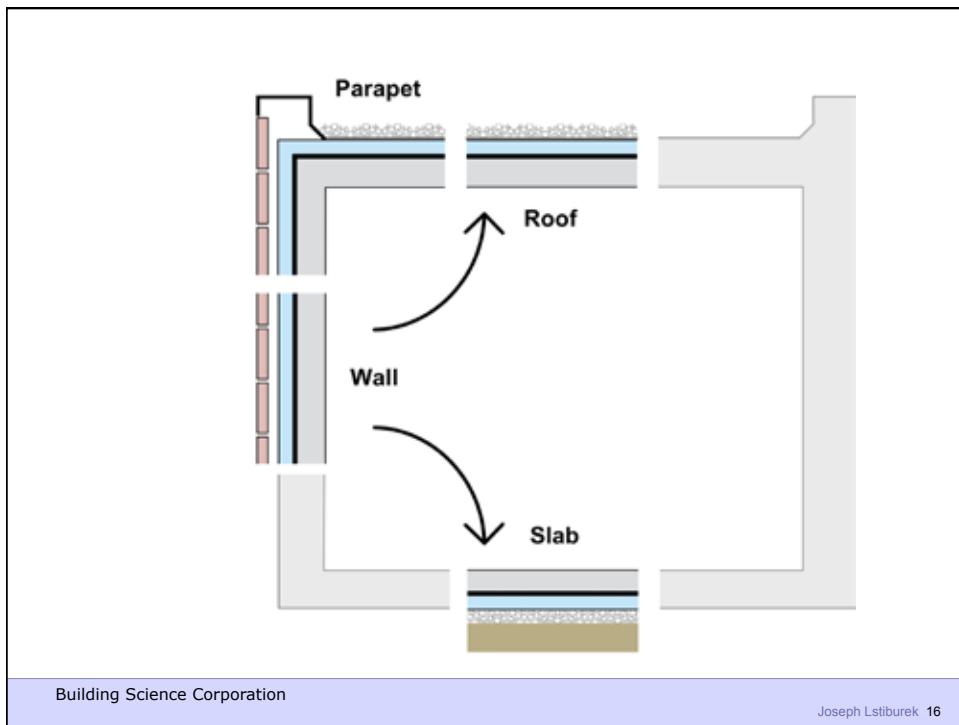 Parapet
Roof
Wall
Slab
Building Science Corporation
Joseph Lstiburek 16